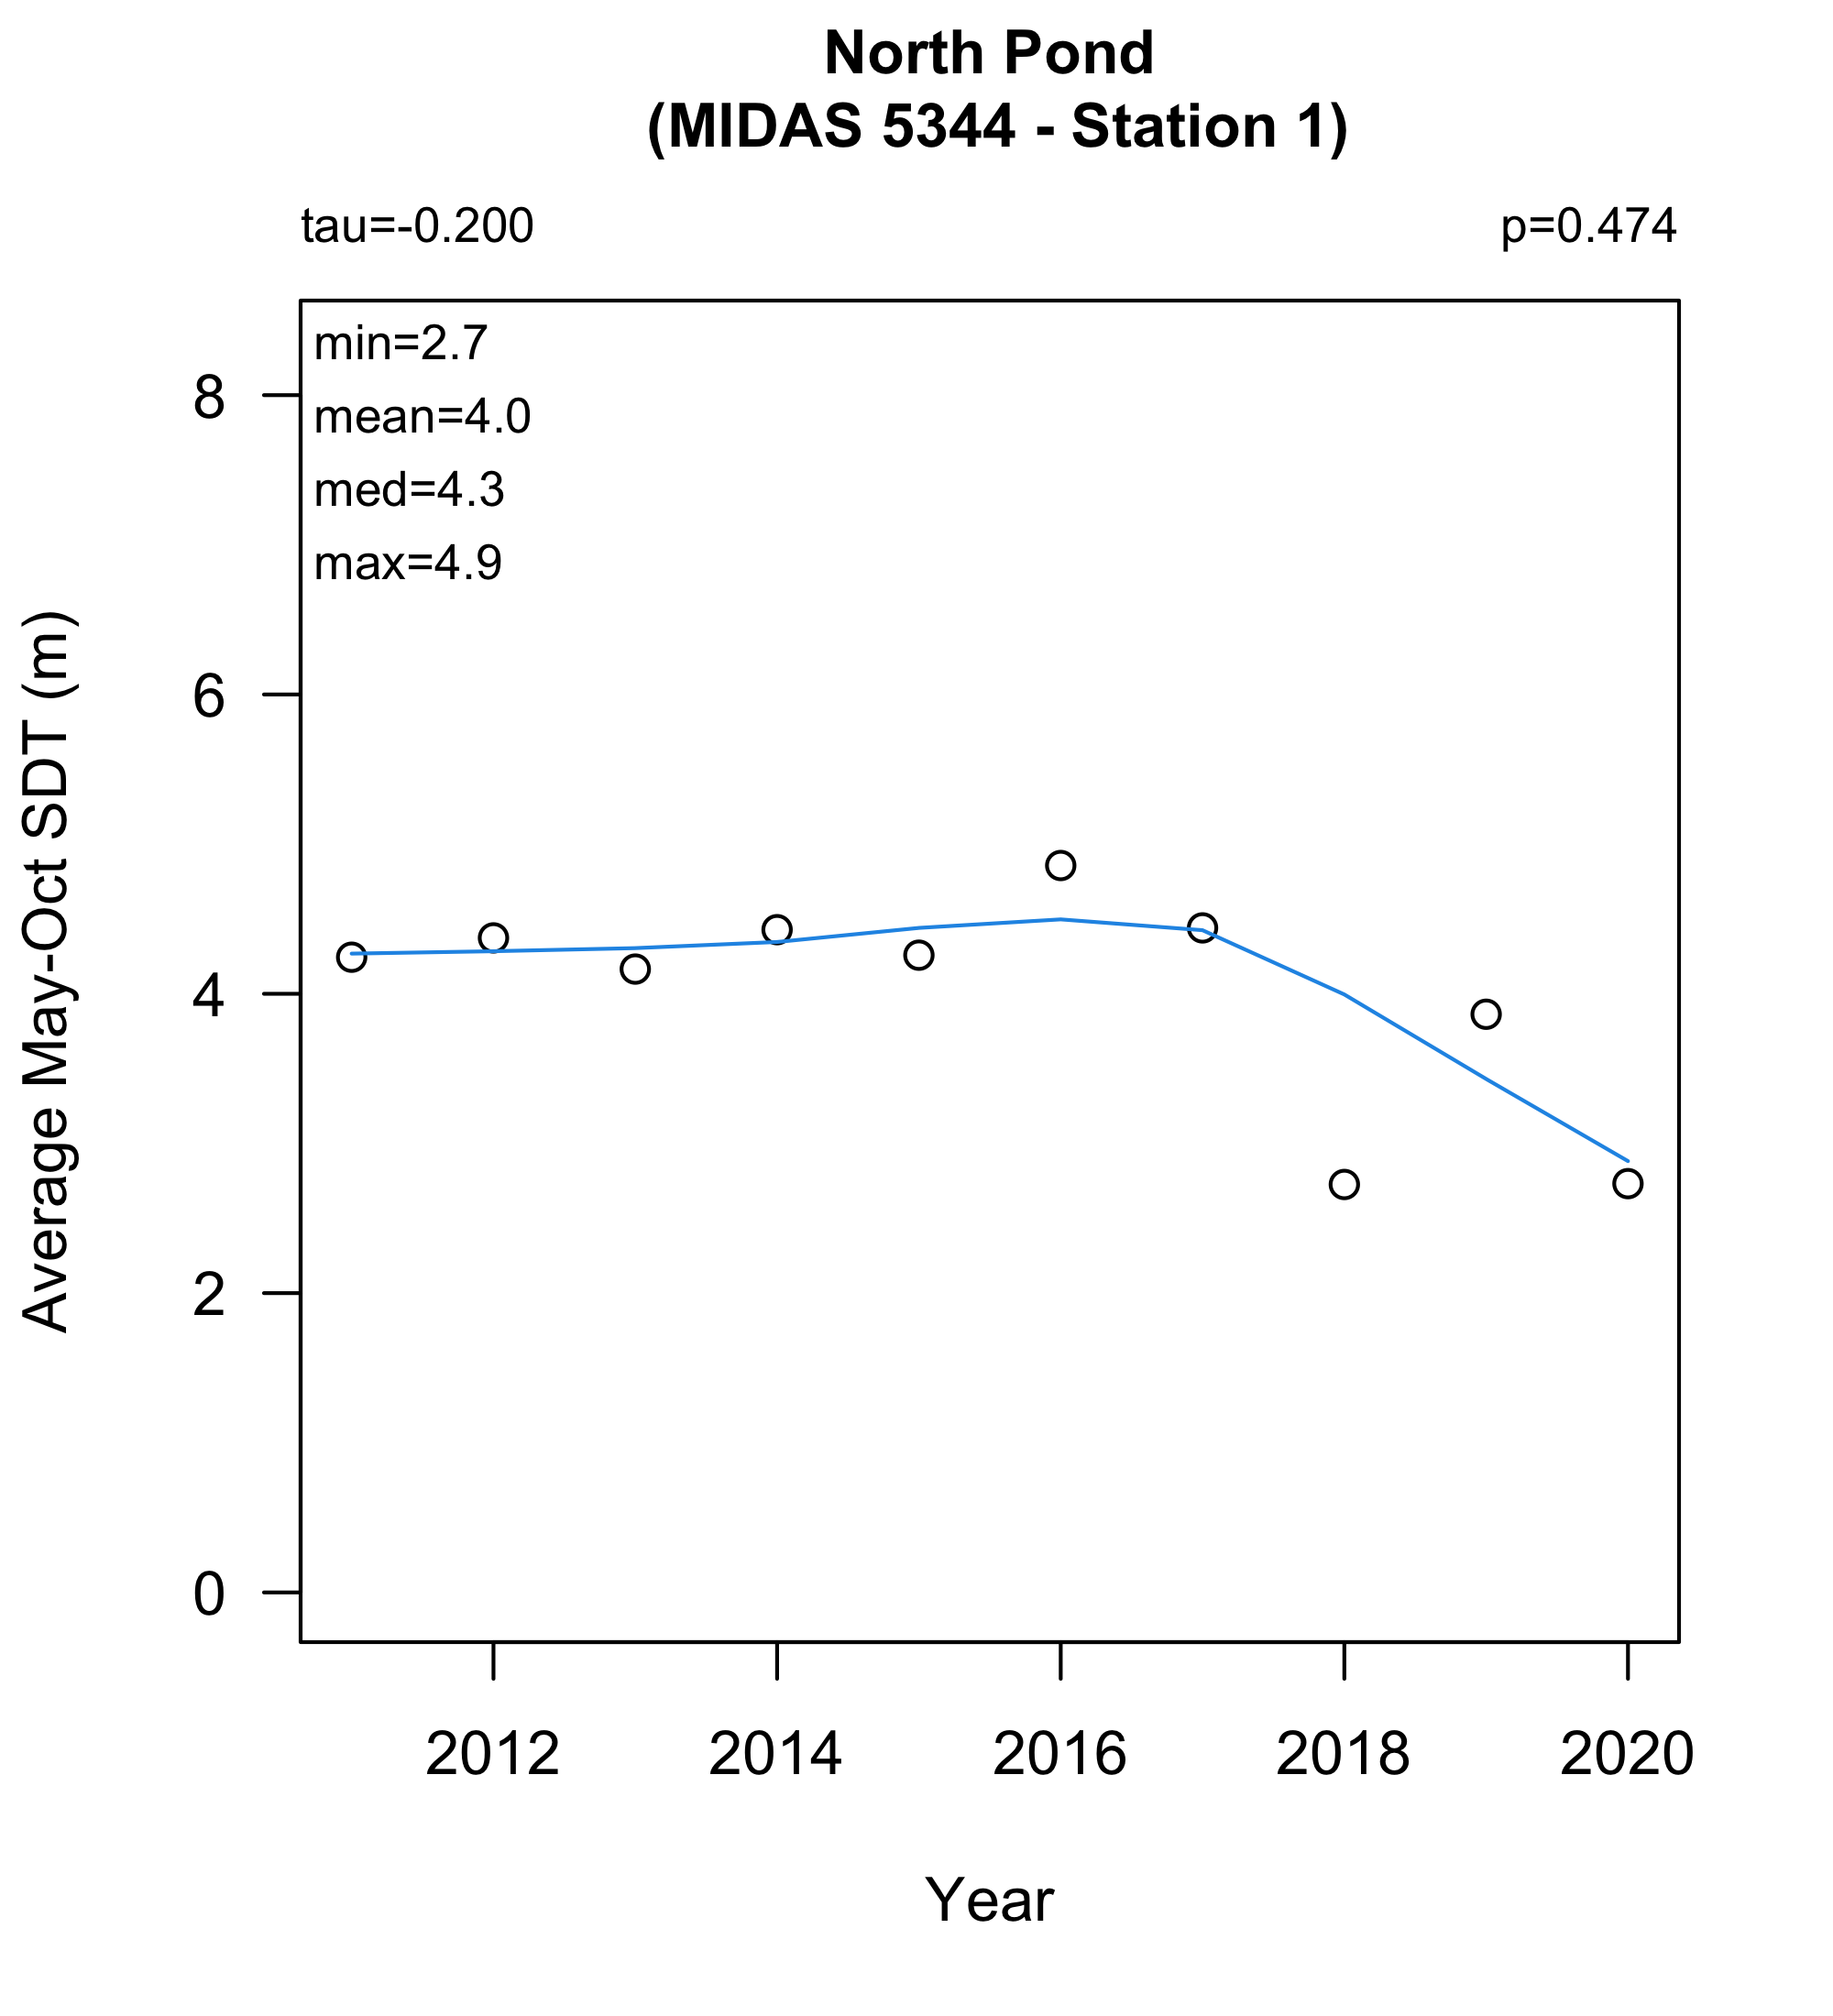 North Pond
(MIDAS 5344 - Station 1)
tau=-0.200
p=0.474
min=2.7
mean=4.0
med=4.3
max=4.9
Average May-Oct SDT (m)
8
6
4
2
0
2012
2014
2016
2018
2020
Year